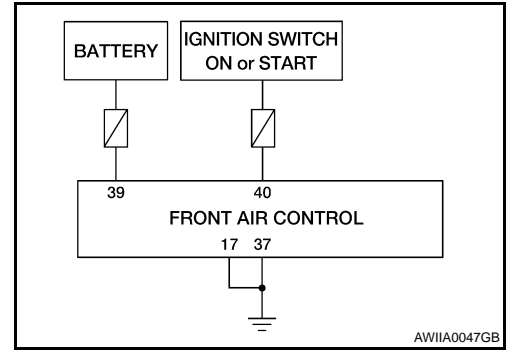 BATTERY
IGNITION SWITCH
ON or START
39 40
FRONT AIR CONTROL
17 37
AWIIA0047GB